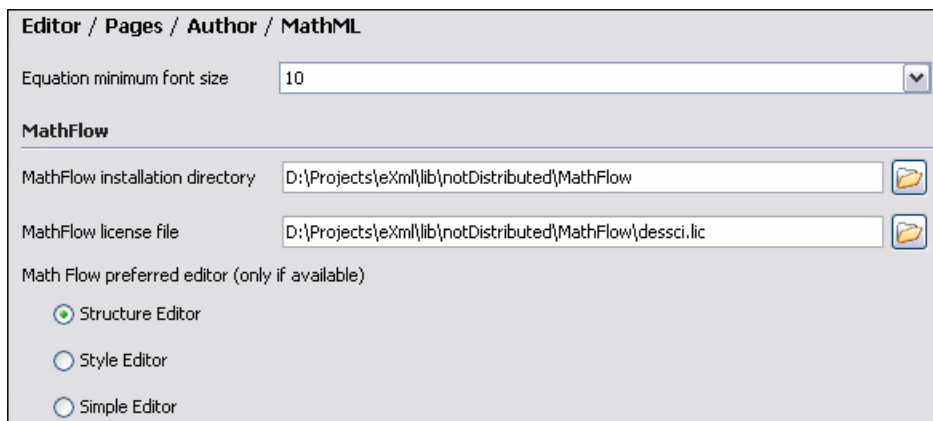 Editor / Pages / Author / MathML
Equation minimum font size 10
MathFlow
MathFlow installation directory D:\Projects\eXml\lib\notDistributed\MathFlow
MathFlow license file D:\Projects\eXml\lib\notDistributed\MathFlow\dessci.lic
Math Flow preferred editor (only if available)
Structure Editor
Style Editor
Simple Editor